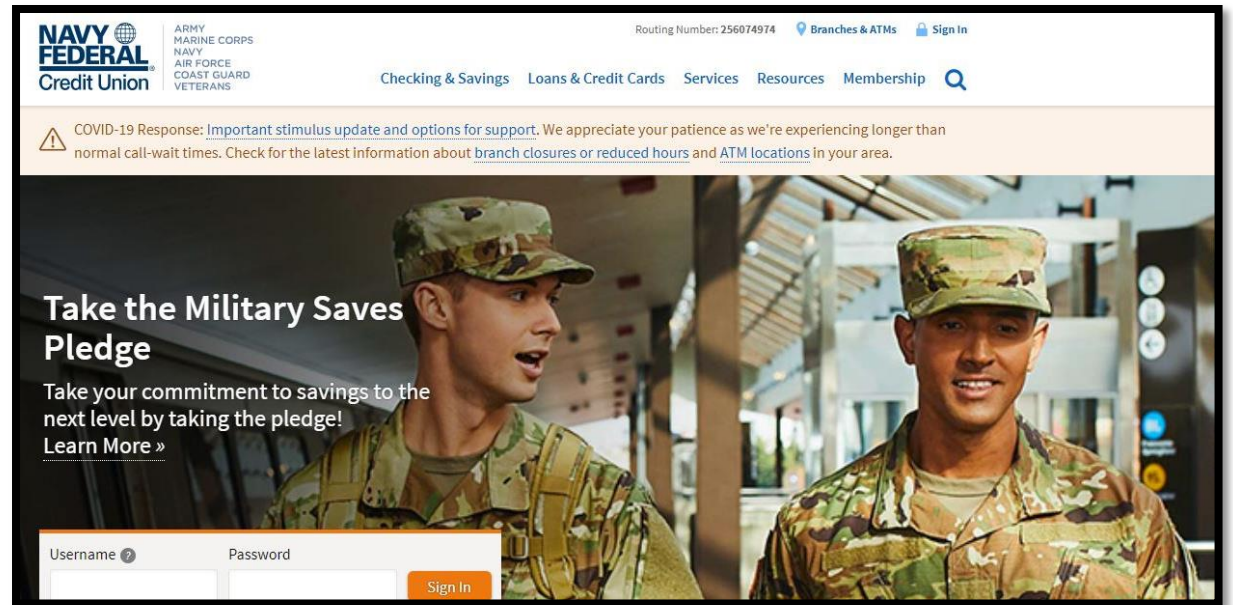 NAVY
FEDERAL
Credit Union
ARMY
MARINE CORPS
NAVY
AIR FORCE
COAST GUARD
VETERANS
Routing Number: 256074974 Branches & ATMs Sign In
Checking & Savings Loans & Credit Cards Services Resources Membership
COVID-19 Response: Important stimulus update and options for support. We appreciate your patience as we're experiencing longer than
normal call-wait times. Check for the latest information about branch closures or reduced hours and ATM locations in your area.
Take the Military Saves
Pledge
Take your commitment to savings to the
next level by taking the pledge!
Learn More »
Username ? Password
Sign In